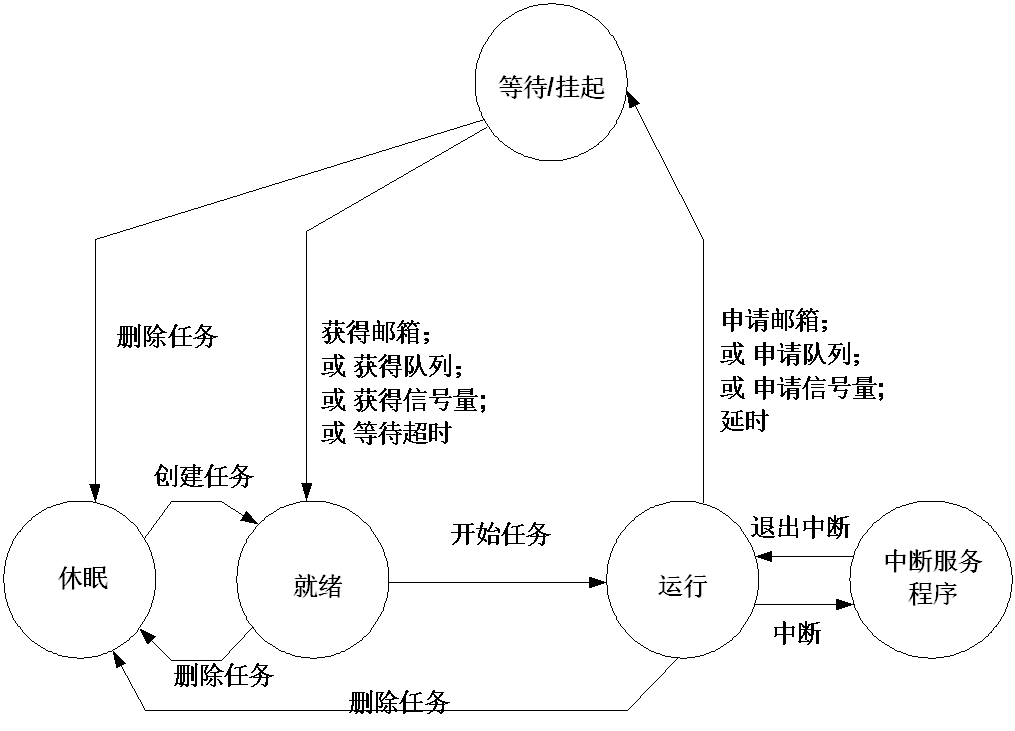 等待/挂起
删除任务
获得邮箱；
或 获得队列；
或 获得信号量；
或 等待超时
申请邮箱；
或 申请队列；
或 申请信号量；
延时
创建任务
开始任务
退出中断
休眠
就绪
运行
中断服务
程序
中断
删除任务
删除任务